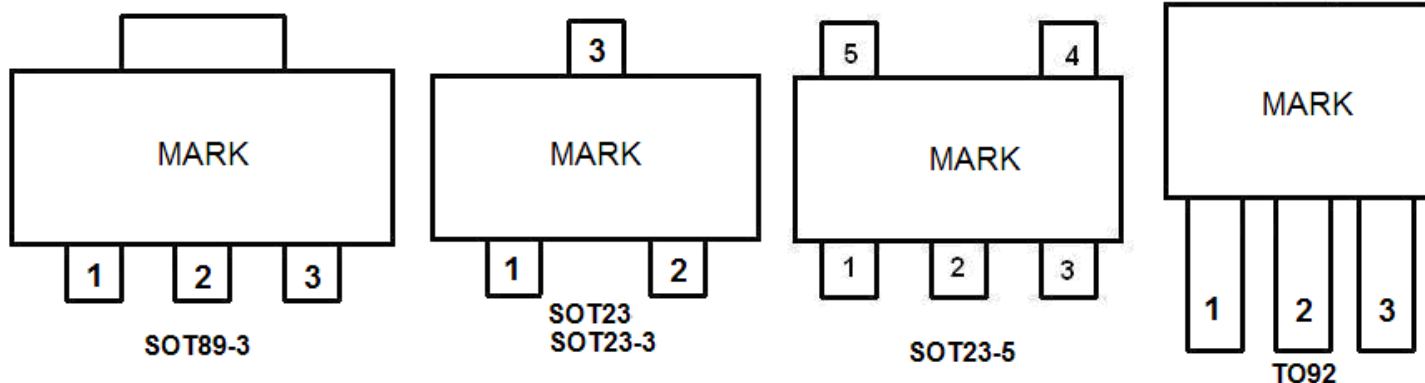 MARK
1 2 3
SOT89-3
3
MARK
1 2
SOT23
SOT23-3
5 4
MARK
1 2 3
SOT23-5
MARK
1 2 3
TO92